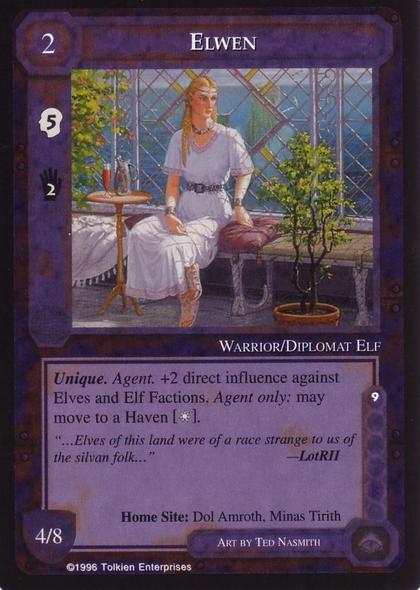 2
ELWEN
5
2
WARRIOR/DIPLOMAT ELF
Unique. Agent. +2 direct influence against
Elves and Elf Factions. Agent only: may
move to a Haven [☀].
“…Elves of this land were of a race strange to us of
the silvan folk…” —LotRII
9
Home Site: Dol Amroth, Minas Tirith
4/8
ART BY TED NASMITH
©1996 Tolkien Enterprises